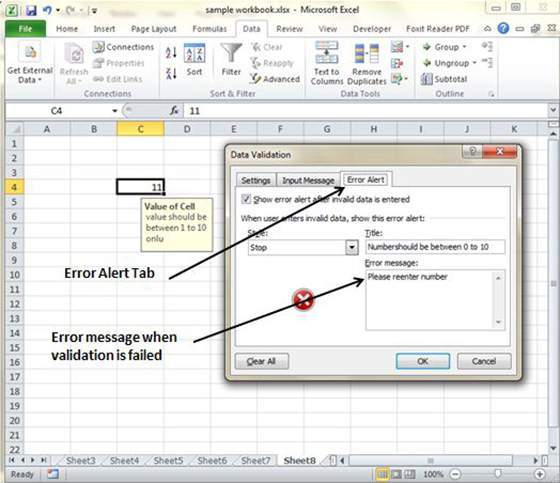 sample workbook.xlsx - Microsoft Excel
File Home Insert Page Layout Formulas Data Review View Developer Foxit Reader PDF
Get External Data
Refresh All
Connections
Properties
Edit Links
Connections
Sort
Sort & Filter
Filter
Clear
Reapply
Advanced
Text to Columns
Remove Duplicates
Data Tools
Group
Ungroup
Subtotal
Outline
C4 fx 11
A B C D E F G H I J K
1
2
3
4 11
5
6
7
8
9
10
11
12
13
14
15
16
17
18
19
20
21
22
Value of Cell
value should be
between 1 to 10
onlu
Data Validation
Settings Input Message Error Alert
Show error alert after invalid data is entered
When user enters invalid data, show this error alert:
Style: Title:
Stop Numbershould be between 0 to 10
Error message:
Please reenter number
Clear All OK Cancel
Error Alert Tab
Error message when
validation is failed
Sheet3 Sheet4 Sheet5 Sheet6 Sheet7 Sheet8
Ready 100%